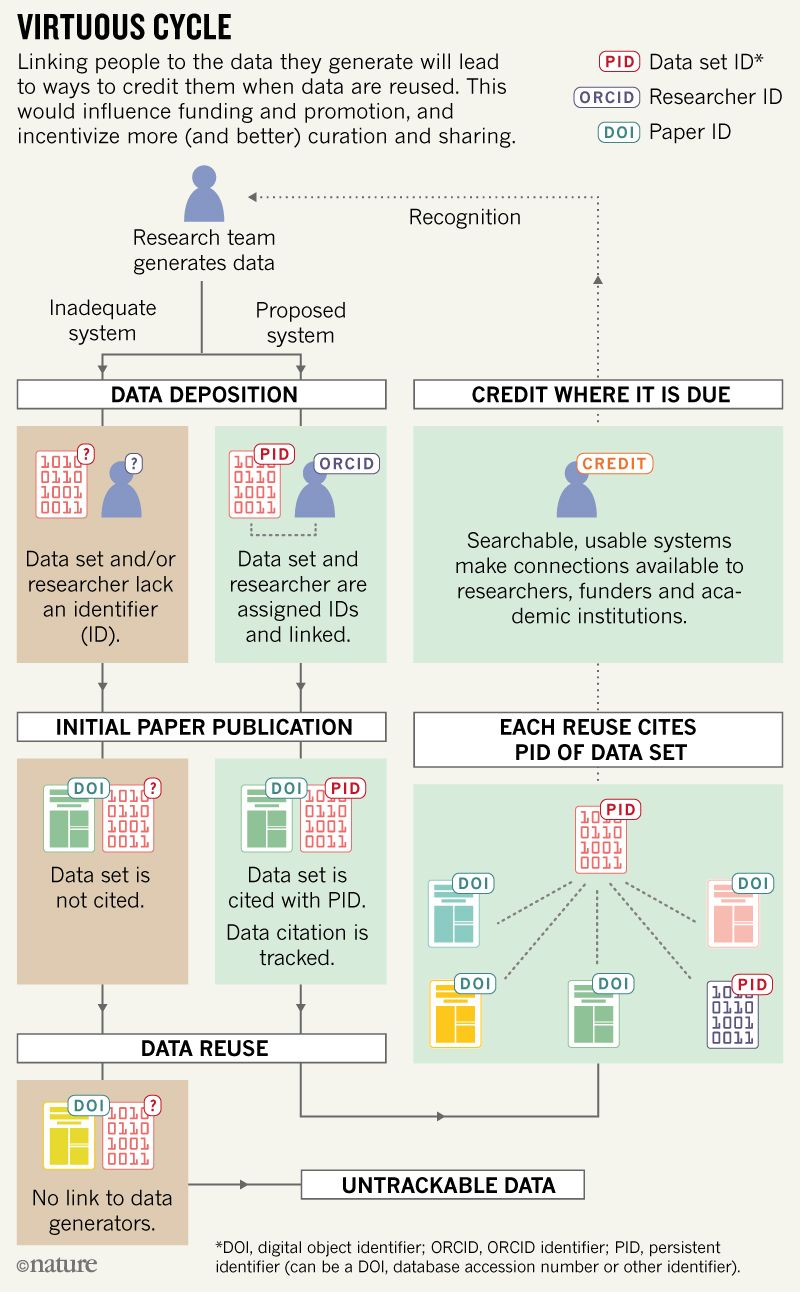 VIRTUOUS CYCLE
Linking people to the data they generate will lead
to ways to credit them when data are reused. This
would influence funding and promotion, and
incentivize more (and better) curation and sharing.
PID Data set ID*
ORCID Researcher ID
DOI Paper ID
Recognition
Research team
generates data
Inadequate
system
Proposed
system
DATA DEPOSITION
1010
0110
1001
0011
?
?
Data set and/or
researcher lack
an identifier
(ID).
1010
0110
1001
0011
PID
ORCID
Data set and
researcher are
assigned IDs
and linked.
INITIAL PAPER PUBLICATION
DOI
1010
0110
1001
0011
?
Data set is
not cited.
DOI
1010
0110
1001
0011
PID
Data set is
cited with PID.
Data citation is
tracked.
DATA REUSE
DOI
1010
0110
1001
0011
?
No link to data
generators.
UNTRACKABLE DATA
EACH REUSE CITES
PID OF DATA SET
1010
0110
1001
0011
PID
DOI
DOI
DOI
DOI
1010
0110
1001
0011
PID
CREDIT WHERE IT IS DUE
CREDIT
Searchable, usable systems
make connections available to
researchers, funders and aca-
demic institutions.
*DOI, digital object identifier; ORCID, ORCID identifier; PID, persistent
identifier (can be a DOI, database accession number or other identifier).
©nature